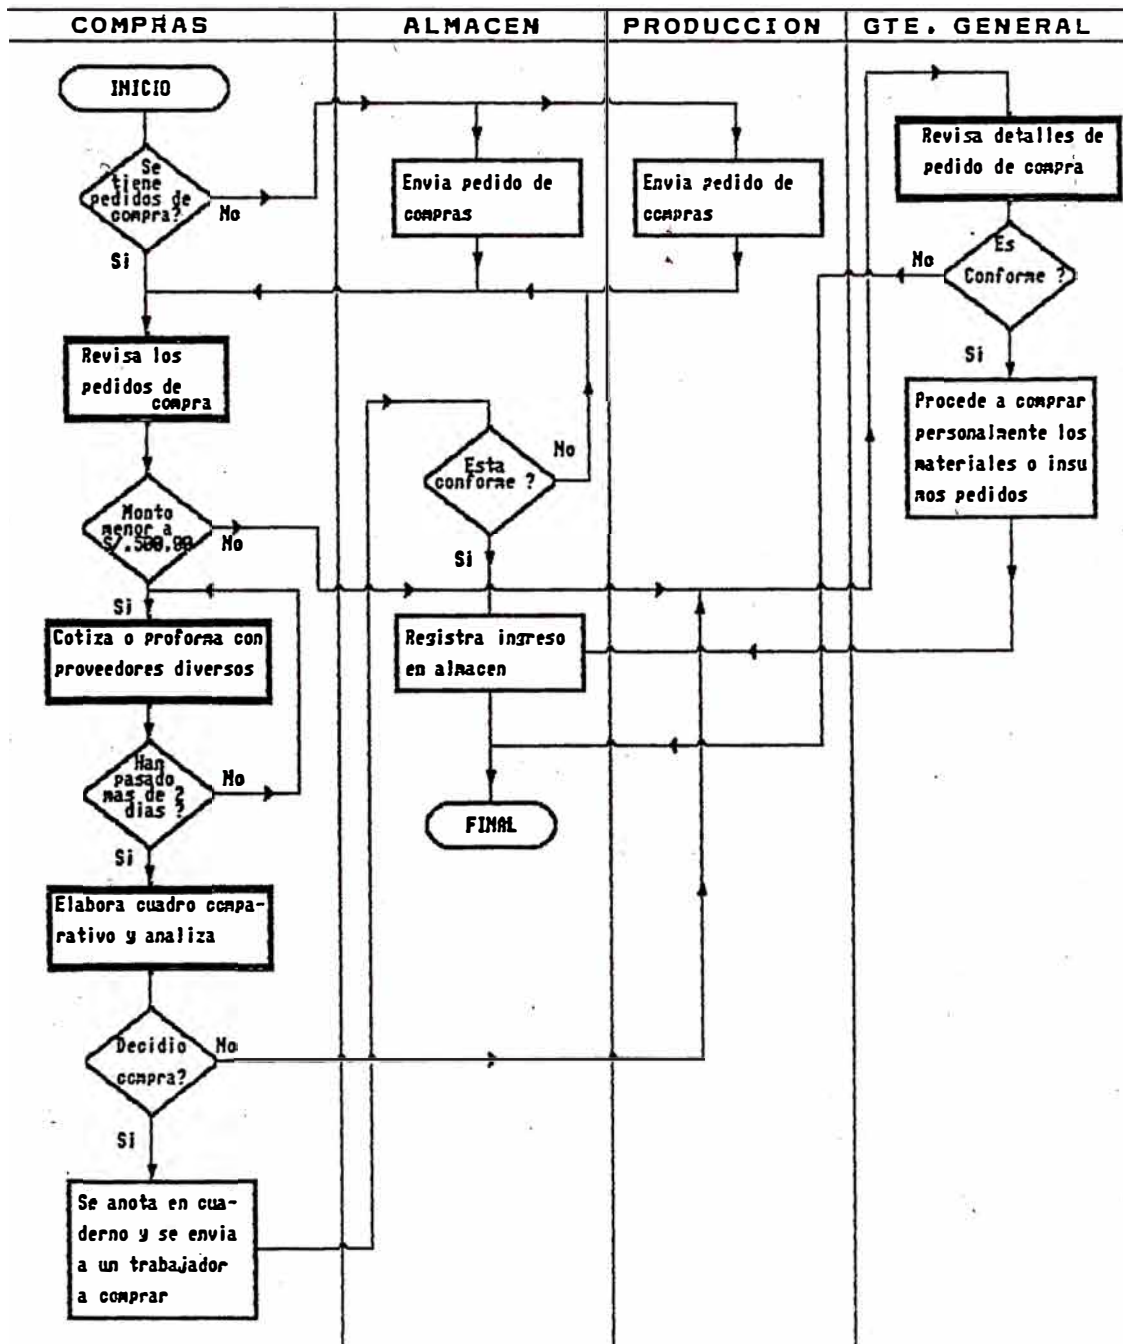 COMPRAS
ALMACEN
PRODUCCION
GTE. GENERAL
INICIO
Se
tiene
pedidos de
compra?
No
Si
Envia pedido de
compras
Envia pedido de
compras
Revisa detalles de
pedido de compra
Es
Conforme ?
No
Si
Procede a comprar
personalmente los
materiales o insu
mos pedidos
Revisa los
pedidos de
compra
Esta
conforme ?
No
Si
Monto
menor a
S/.500.00
No
Si
Cotiza o proforma con
proveedores diversos
Registra ingreso
en almacen
Han
pasado
mas de 2
dias ?
No
Si
FINAL
Elabora cuadro compa-
rativo y analiza
Decidio
compra?
No
Si
Se anota en cua-
derno y se envia
a un trabajador
a comprar